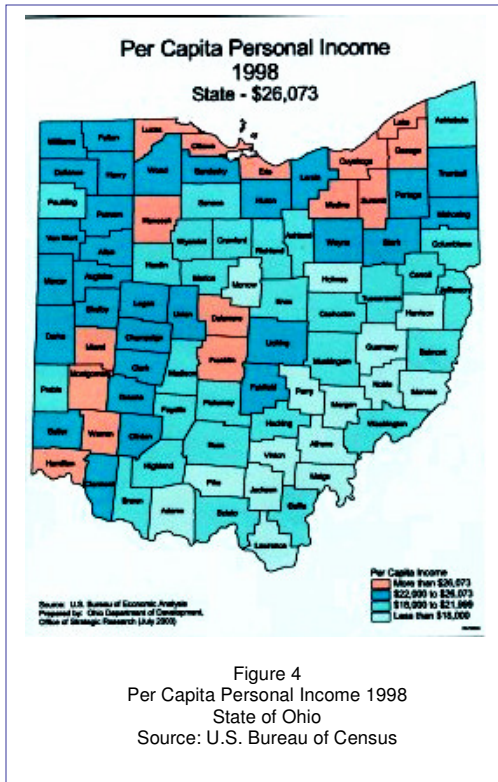 Per Capita Personal Income
1998
State - $26,073
Ashtabula
Lake
Lucas
Fulton
Williams
Ottawa
Geauga
Cuyahoga
Erie
Lorain
Wood
Sandusky
Trumbull
Defiance
Henry
Huron
Medina
Summit
Portage
Paulding
Seneca
Mahoning
Putnam
Hancock
Ashland
Wayne
Stark
Columbiana
Van Wert
Wyandot
Crawford
Richland
Allen
Hardin
Carroll
Mercer
Auglaize
Marion
Morrow
Holmes
Tuscarawas
Jefferson
Logan
Knox
Coshocton
Harrison
Shelby
Union
Delaware
Darke
Champaign
Licking
Guernsey
Belmont
Miami
Muskingum
Clark
Madison
Franklin
Montgomery
Noble
Monroe
Preble
Greene
Fairfield
Perry
Morgan
Fayette
Pickaway
Butler
Warren
Clinton
Hocking
Washington
Ross
Athens
Hamilton
Highland
Vinton
Meigs
Pike
Jackson
Brown
Adams
Scioto
Gallia
Lawrence
Per Capita Income
More than $26,073
$22,000 to $26,073
$18,000 to $21,999
Less than $18,000
Source: U.S. Bureau of Economic Analysis
Prepared by: Ohio Department of Development,
Office of Strategic Research (July 2000)
Figure 4
Per Capita Personal Income 1998
State of Ohio
Source: U.S. Bureau of Census